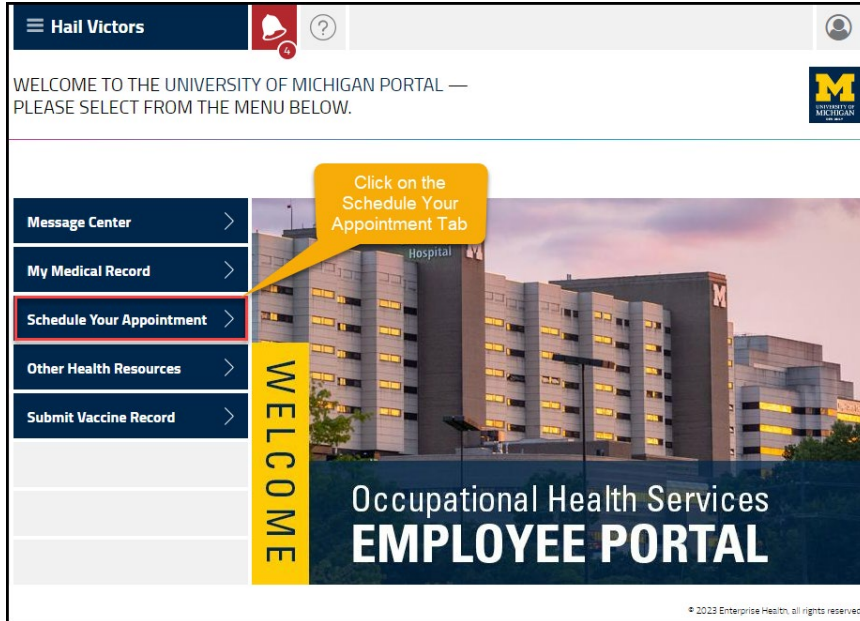 Hail Victors
4
?
WELCOME TO THE UNIVERSITY OF MICHIGAN PORTAL —
PLEASE SELECT FROM THE MENU BELOW.
M
UNIVERSITY OF
MICHIGAN
Click on the
Schedule Your
Appointment Tab
Message Center
My Medical Record
Schedule Your Appointment
Other Health Resources
Submit Vaccine Record
Hospital
M
M
WELCOME
Occupational Health Services
EMPLOYEE PORTAL
© 2023 Enterprise Health, all rights reserved